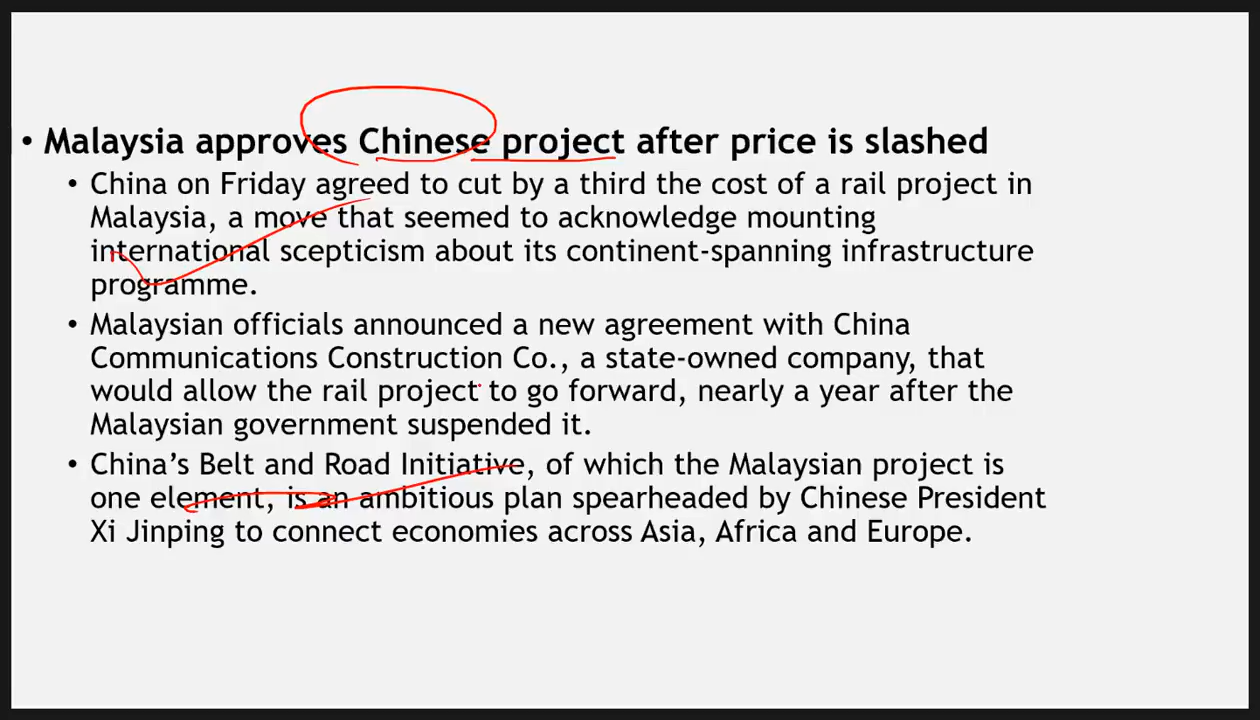 • Malaysia approves Chinese project after price is slashed
• China on Friday agreed to cut by a third the cost of a rail project in
Malaysia, a move that seemed to acknowledge mounting
international scepticism about its continent-spanning infrastructure
programme.
• Malaysian officials announced a new agreement with China
Communications Construction Co., a state-owned company, that
would allow the rail project to go forward, nearly a year after the
Malaysian government suspended it.
• China’s Belt and Road Initiative, of which the Malaysian project is
one element, is an ambitious plan spearheaded by Chinese President
Xi Jinping to connect economies across Asia, Africa and Europe.